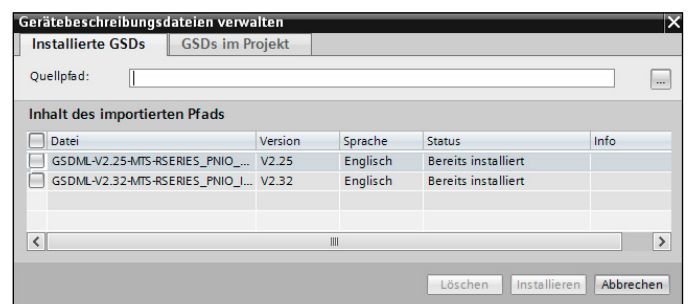 Gerätebeschreibungsdateien verwalten
Installierte GSDs GSDs im Projekt
Quellpfad:
...
Inhalt des importierten Pfads
Datei Version Sprache Status Info
GSDML-V2.25-MTS-RSERIES_PNIO_... V2.25 Englisch Bereits installiert
GSDML-V2.32-MTS-RSERIES_PNIO_I... V2.32 Englisch Bereits installiert
Löschen Installieren Abbrechen